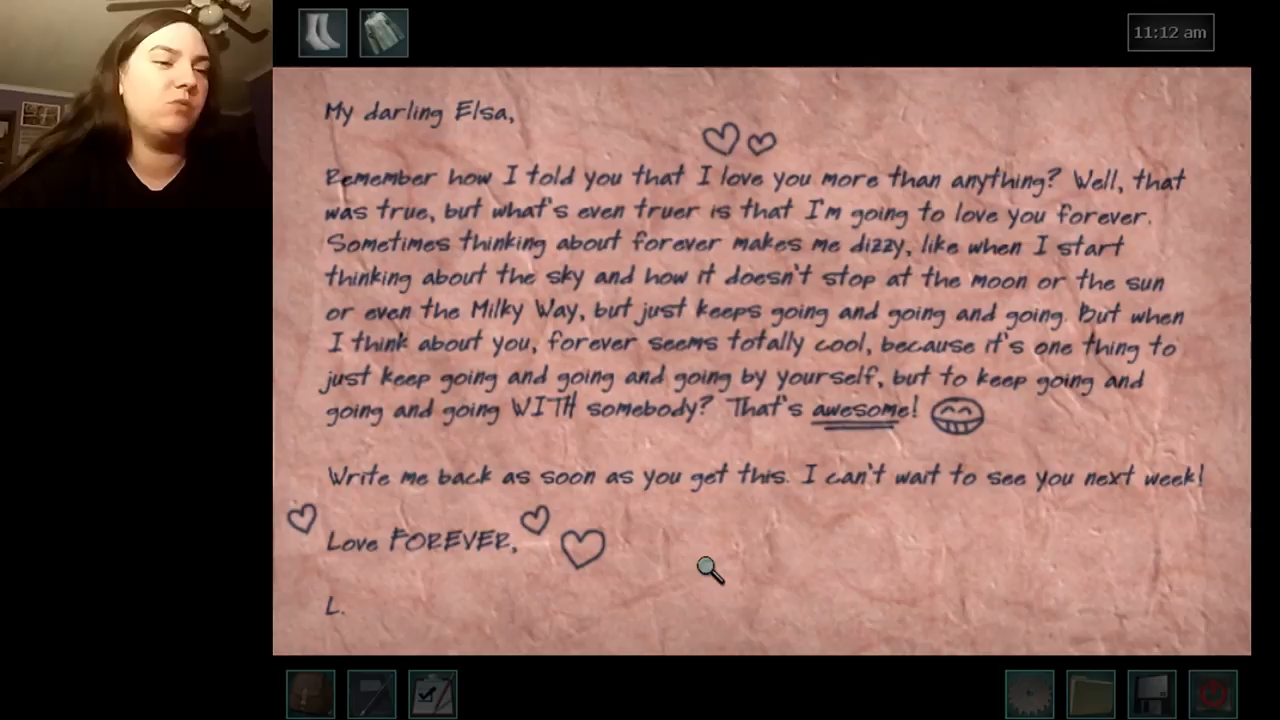 11:12 am
My darling Elsa,
Remember how I told you that I love you more than anything? Well, that
was true, but what's even truer is that I'm going to love you forever.
Sometimes thinking about forever makes me dizzy, like when I start
thinking about the sky and how it doesn't stop at the moon or the sun
or even the Milky Way, but just keeps going and going and going. But when
I think about you, forever seems totally cool, because it's one thing to
just keep going and going and going by yourself, but to keep going and
going and going WITH somebody? That's awesome!
Write me back as soon as you get this. I can't wait to see you next week!
Love FOREVER,
L.